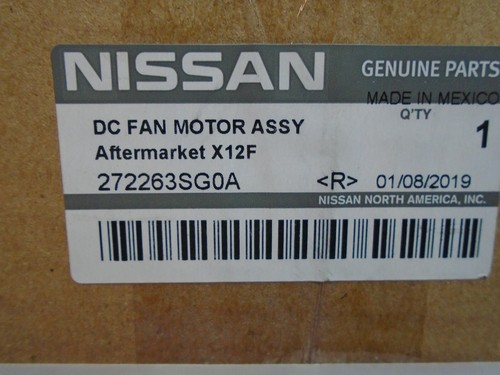 NISSAN GENUINE PARTS
MADE IN MEXICO
Q'TY
DC FAN MOTOR ASSY 1
Aftermarket X12F
272263SG0A <R> 01/08/2019
NISSAN NORTH AMERICA, INC.